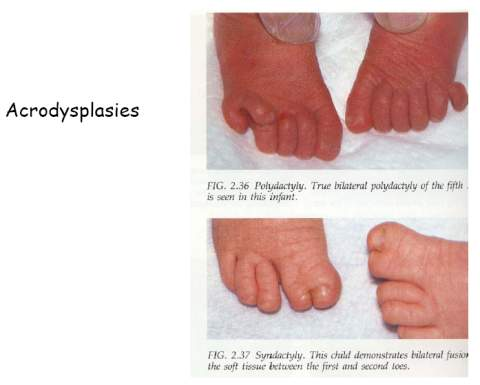 Acrodysplasies
FIG. 2.36 Polydactyly. True bilateral polydactyly of the fifth
is seen in this infant.
FIG. 2.37 Syndactyly. This child demonstrates bilateral fusion
the soft tissue between the first and second toes.